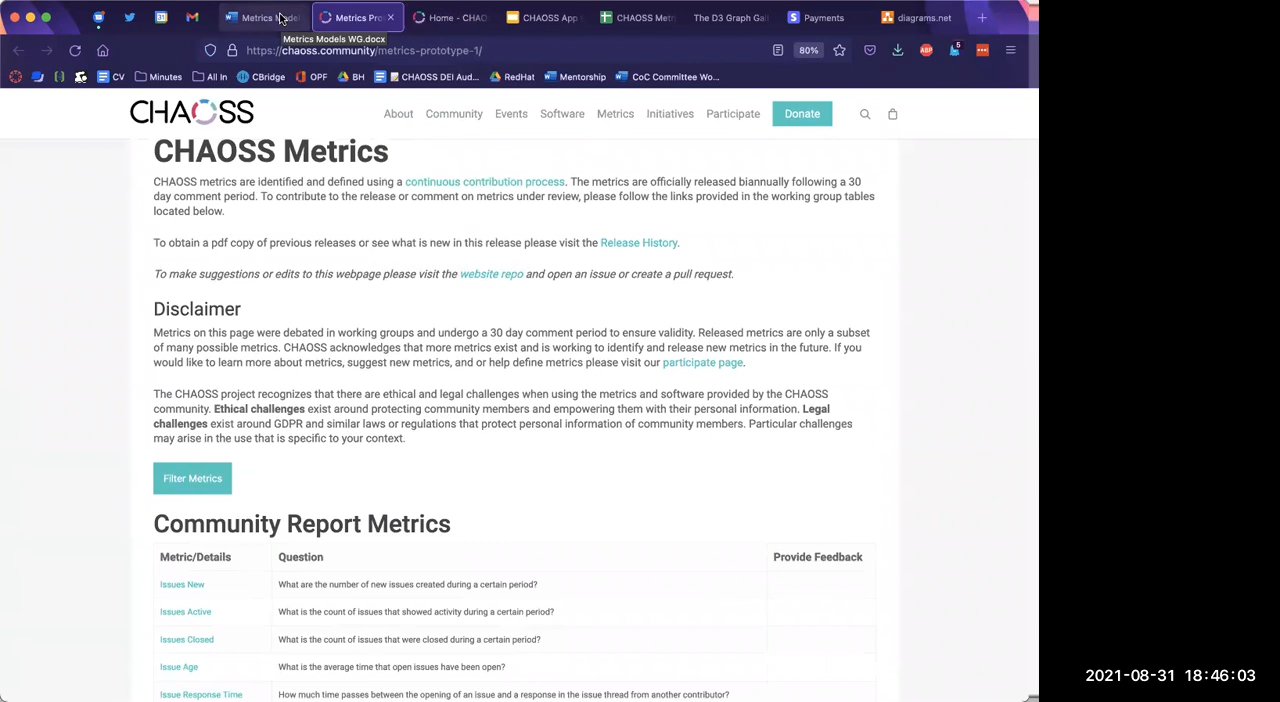 Metrics Model
Metrics Pro
Home - CHAO
CHAOSS App
CHAOSS Metr
The D3 Graph Gal
Payments
diagrams.net
Metrics Models WG.docx
https://chaoss.community/metrics-prototype-1/
80%
5
CV
Minutes
All In
CBridge
OPF
BH
CHAOSS DEI Aud...
RedHat
Mentorship
CoC Committee Wo...
CHAOSS
About
Community
Events
Software
Metrics
Initiatives
Participate
Donate
CHAOSS Metrics
CHAOSS metrics are identified and defined using a continuous contribution process. The metrics are officially released biannually following a 30
day comment period. To contribute to the release or comment on metrics under review, please follow the links provided in the working group tables
located below.
To obtain a pdf copy of previous releases or see what is new in this release please visit the Release History.
To make suggestions or edits to this webpage please visit the website repo and open an issue or create a pull request.
Disclaimer
Metrics on this page were debated in working groups and undergo a 30 day comment period to ensure validity. Released metrics are only a subset
of many possible metrics. CHAOSS acknowledges that more metrics exist and is working to identify and release new metrics in the future. If you
would like to learn more about metrics, suggest new metrics, and or help define metrics please visit our participate page.
The CHAOSS project recognizes that there are ethical and legal challenges when using the metrics and software provided by the CHAOSS
community. Ethical challenges exist around protecting community members and empowering them with their personal information. Legal
challenges exist around GDPR and similar laws or regulations that protect personal information of community members. Particular challenges
may arise in the use that is specific to your context.
Filter Metrics
Community Report Metrics
Metric/Details Question Provide Feedback
Issues New What are the number of new issues created during a certain period?
Issues Active What is the count of issues that showed activity during a certain period?
Issues Closed What is the count of issues that were closed during a certain period?
Issue Age What is the average time that open issues have been open?
Issue Response Time How much time passes between the opening of an issue and a response in the issue thread from another contributor?
2021-08-31 18:46:03